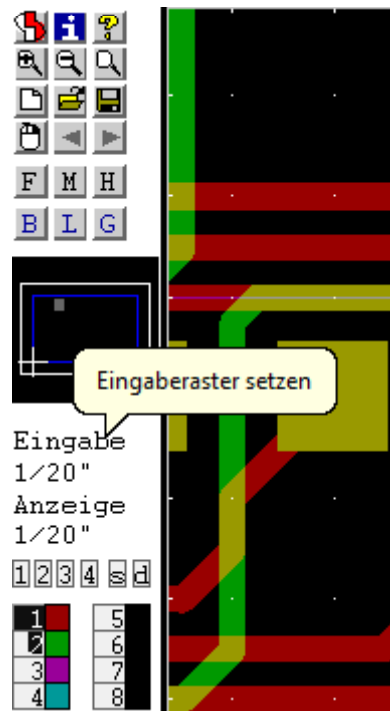 i ?
F M H
B L G
Eingaberaster setzen
Eingabe
1/20"
Anzeige
1/20"
1 2 3 4 s d
1 5
2 6
3 7
4 8